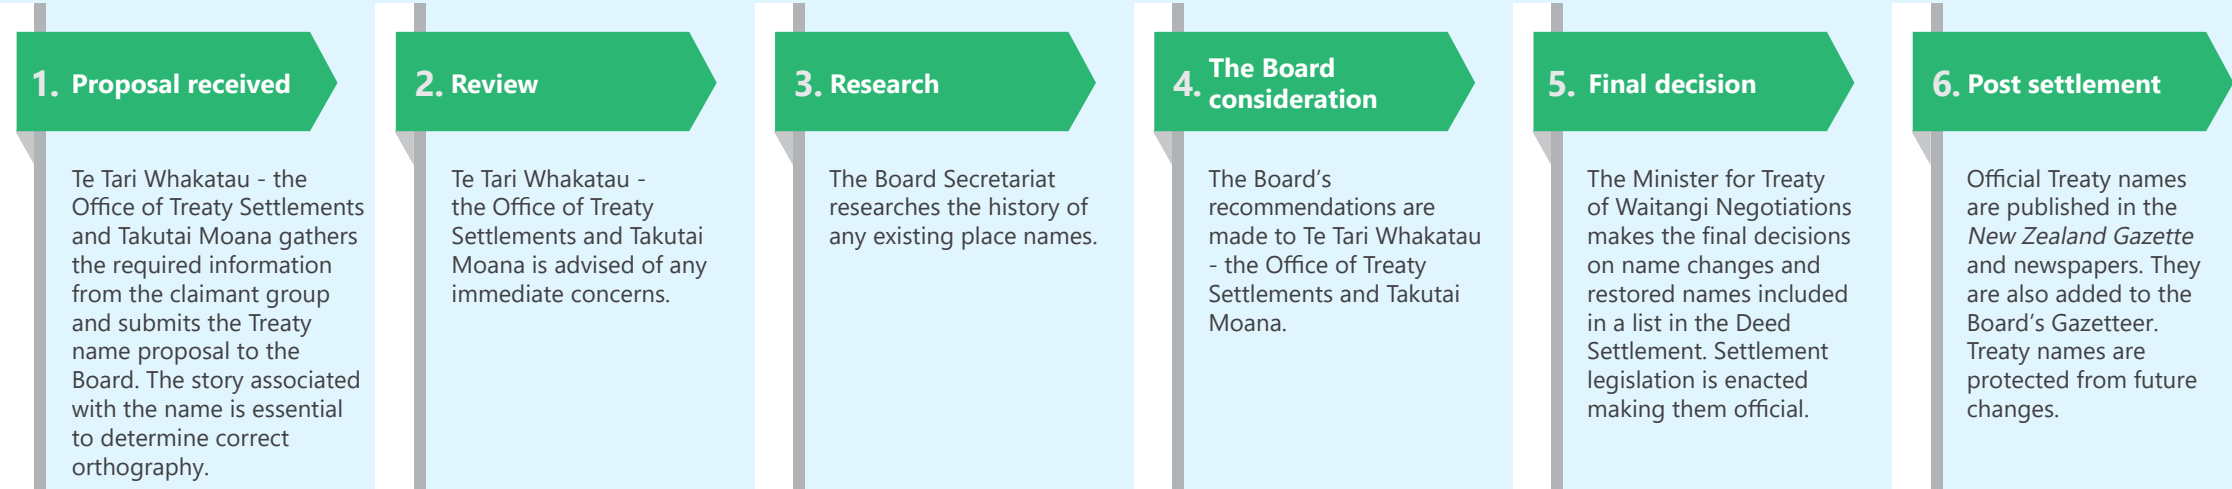 1. Proposal received
Te Tari Whakatau - the
Office of Treaty Settlements
and Takutai Moana gathers
the required information
from the claimant group
and submits the Treaty
name proposal to the
Board. The story associated
with the name is essential
to determine correct
orthography.
2. Review
Te Tari Whakatau -
the Office of Treaty
Settlements and Takutai
Moana is advised of any
immediate concerns.
3. Research
The Board Secretariat
researches the history of
any existing place names.
4. The Board
consideration
The Board's
recommendations are
made to Te Tari Whakatau
- the Office of Treaty
Settlements and Takutai
Moana.
5. Final decision
The Minister for Treaty
of Waitangi Negotiations
makes the final decisions
on name changes and
restored names included
in a list in the Deed
Settlement. Settlement
legislation is enacted
making them official.
6. Post settlement
Official Treaty names
are published in the
New Zealand Gazette
and newspapers. They
are also added to the
Board's Gazetteer.
Treaty names are
protected from future
changes.